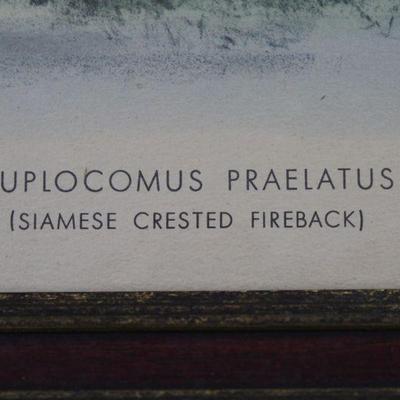 UPLOCOMUS PRAELATUS
(SIAMESE CRESTED FIREBACK)